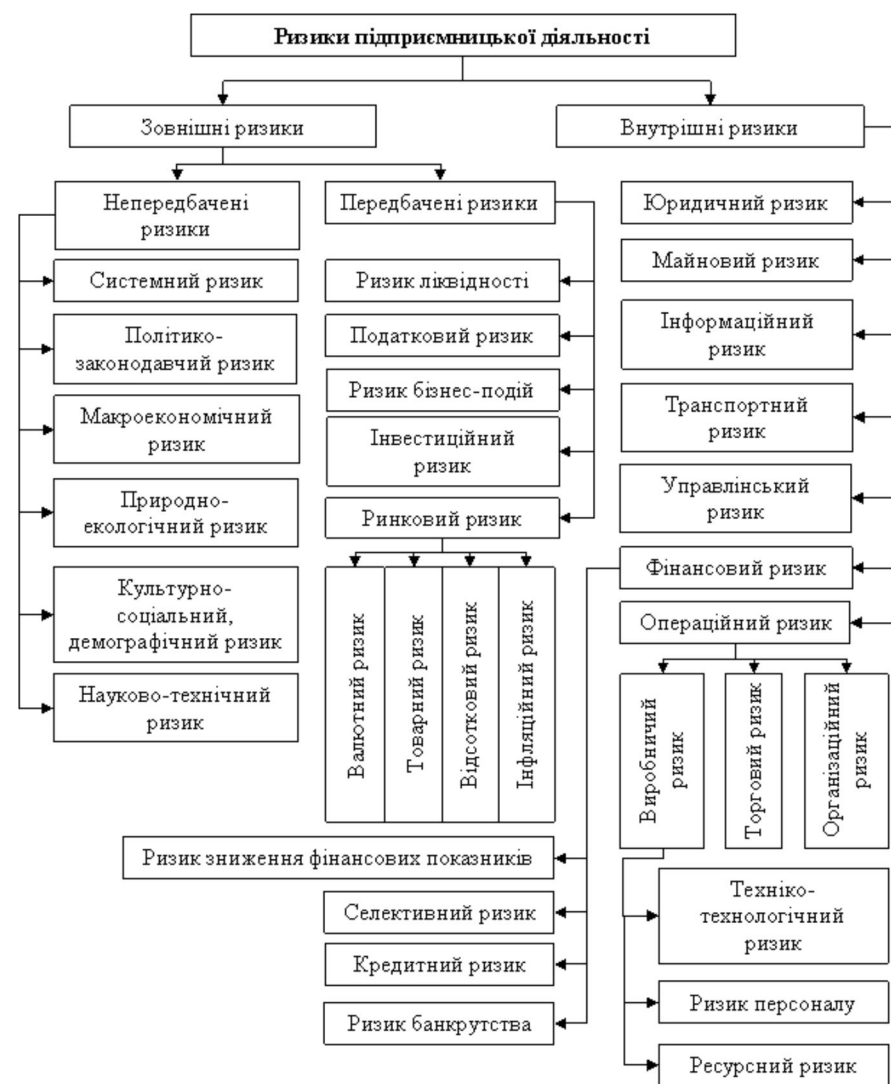 Ризики підприємницької діяльності
Зовнішні ризики
Внутрішні ризики
Непередбачені
ризики
Передбачені ризики
Системний ризик
Політико-
законодавчий ризик
Макроекономічний
ризик
Природно-
екологічний ризик
Культурно-
соціальний,
демографічний ризик
Науково-технічний
ризик
Ризик ліквідності
Податковий ризик
Ризик бізнес-подій
Інвестиційний
ризик
Ринковий ризик
Валютний ризик
Товарний ризик
Відсотковий ризик
Інфляційний ризик
Юридичний ризик
Майновий ризик
Інформаційний
ризик
Транспортний
ризик
Управлінський
ризик
Фінансовий ризик
Операційний ризик
Виробничий
ризик
Торговий ризик
Організаційний
ризик
Ризик зниження фінансових показників
Селективний ризик
Кредитний ризик
Ризик банкрутства
Техніко-
технологічний
ризик
Ризик персоналу
Ресурсний ризик